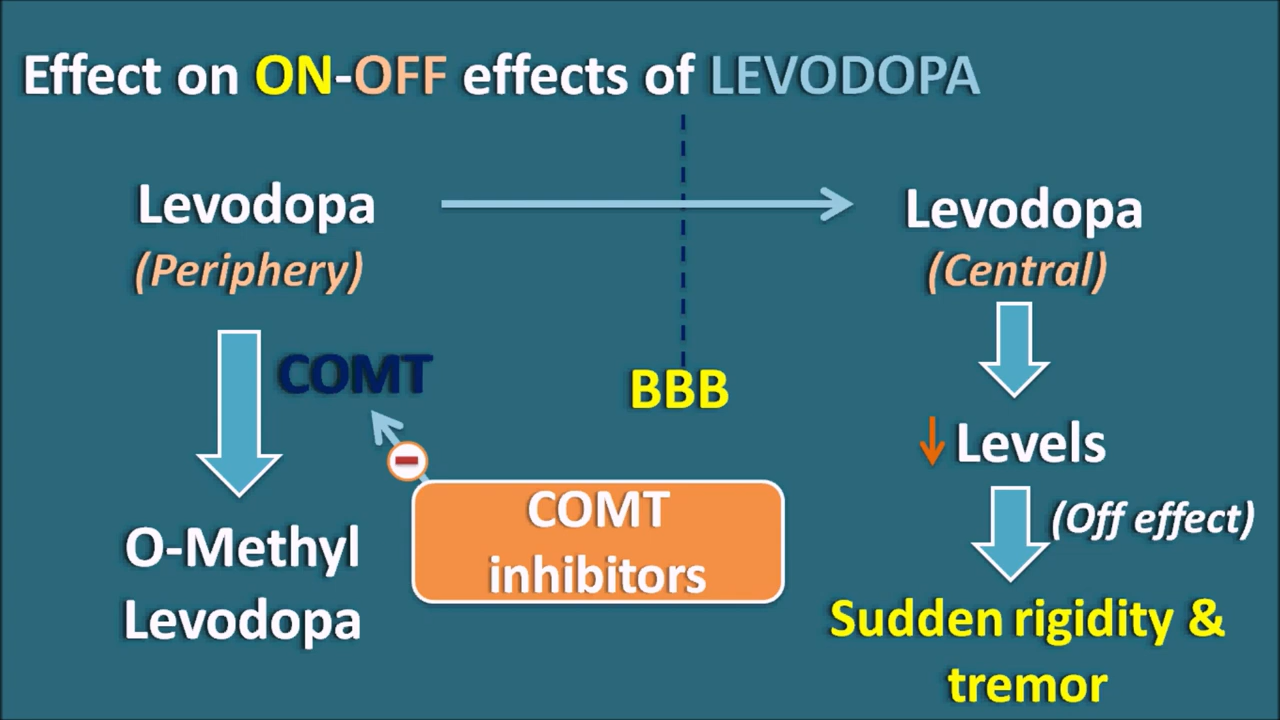 Effect on ON-OFF effects of LEVODOPA
Levodopa
(Periphery)
Levodopa
(Central)
COMT
BBB
↓ Levels
COMT
inhibitors
(Off effect)
O-Methyl
Levodopa
Sudden rigidity &
tremor